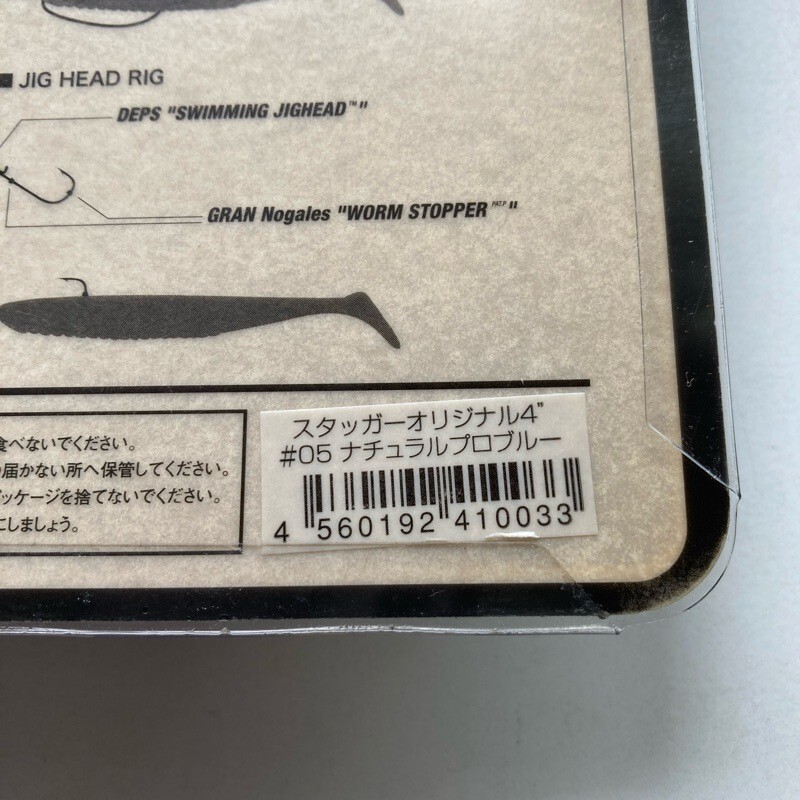 ■ JIG HEAD RIG
DEPS "SWIMMING JIGHEAD™"
GRAN Nogales "WORM STOPPER PAT.P"
食べないでください。
届かない所へ保管してください。
ッケージを捨てないでください。
にしましょう。
スタッガーオリジナル4"
#05 ナチュラルプロブルー
4 560192 410033